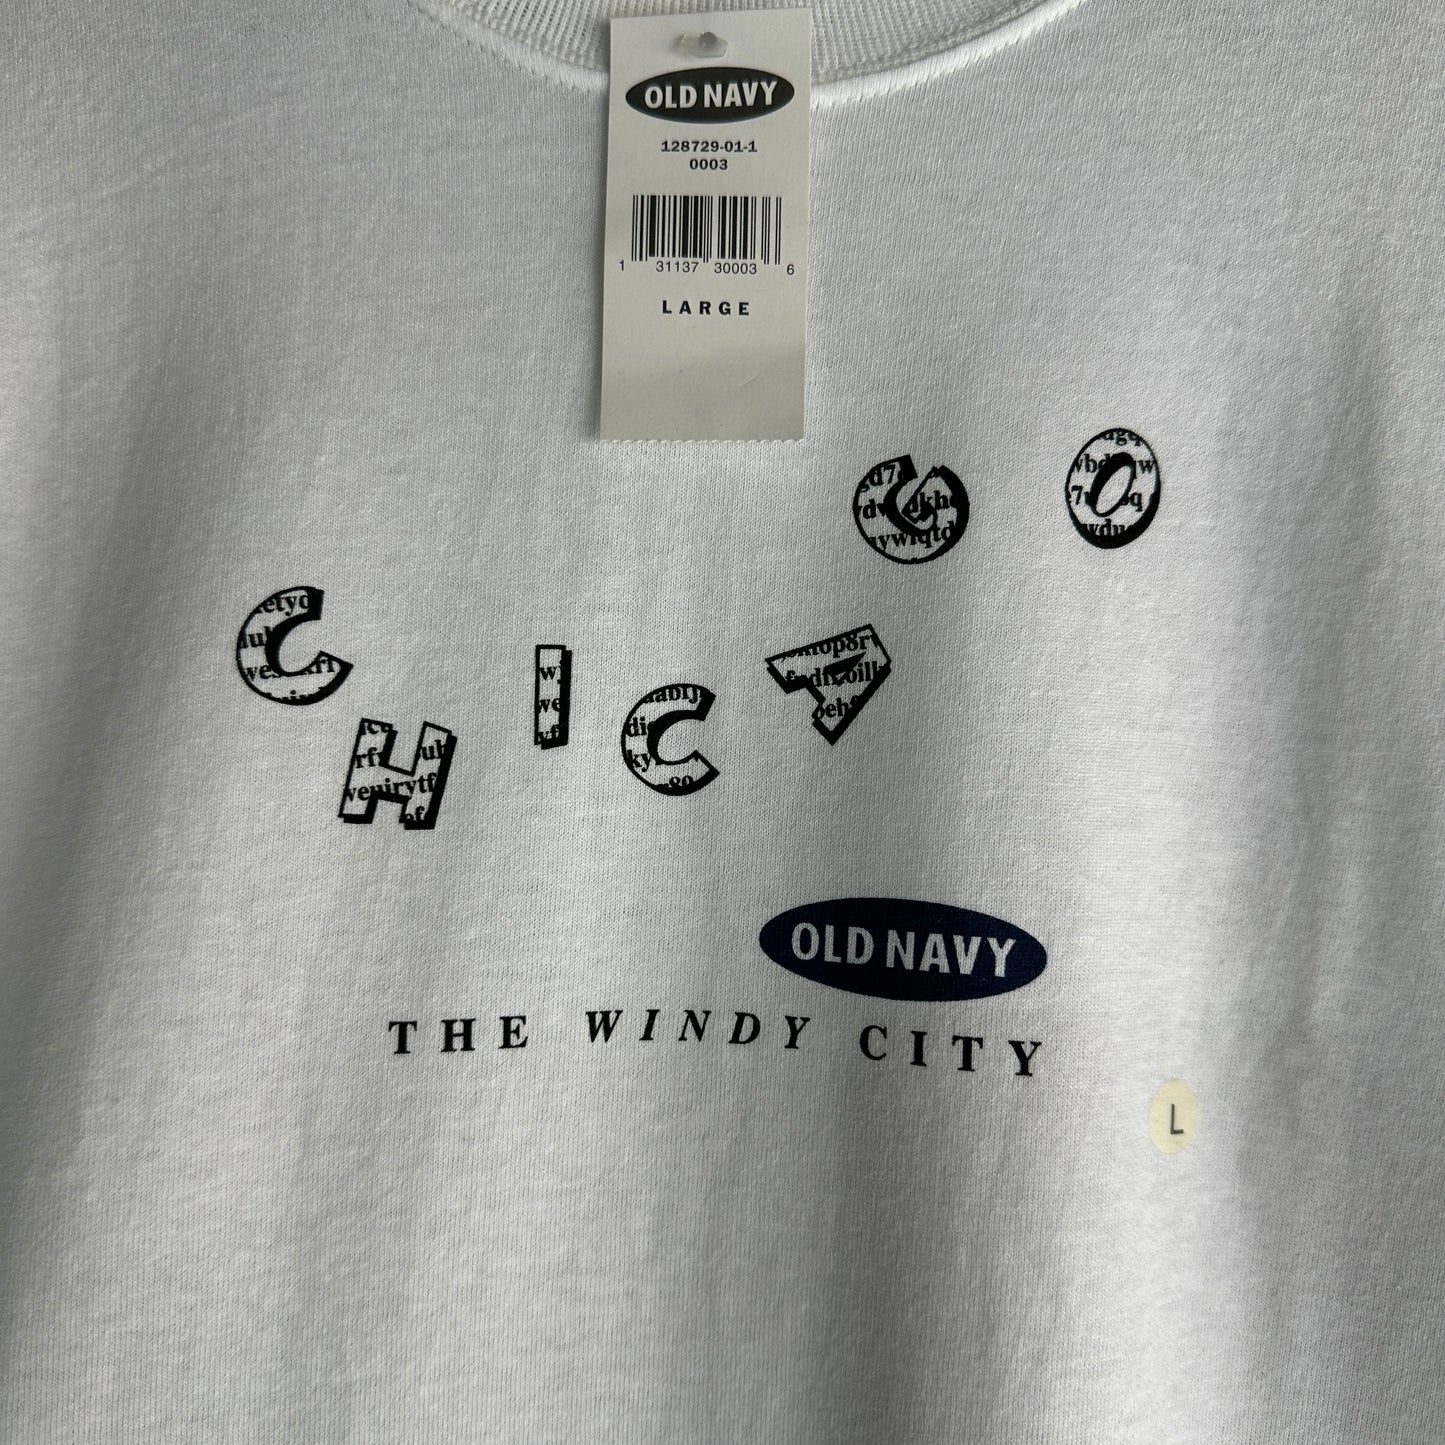 OLD NAVY
128729-01-1
0003
1 31137 30003 6
LARGE
CHICAGO
OLD NAVY
THE WINDY CITY
L